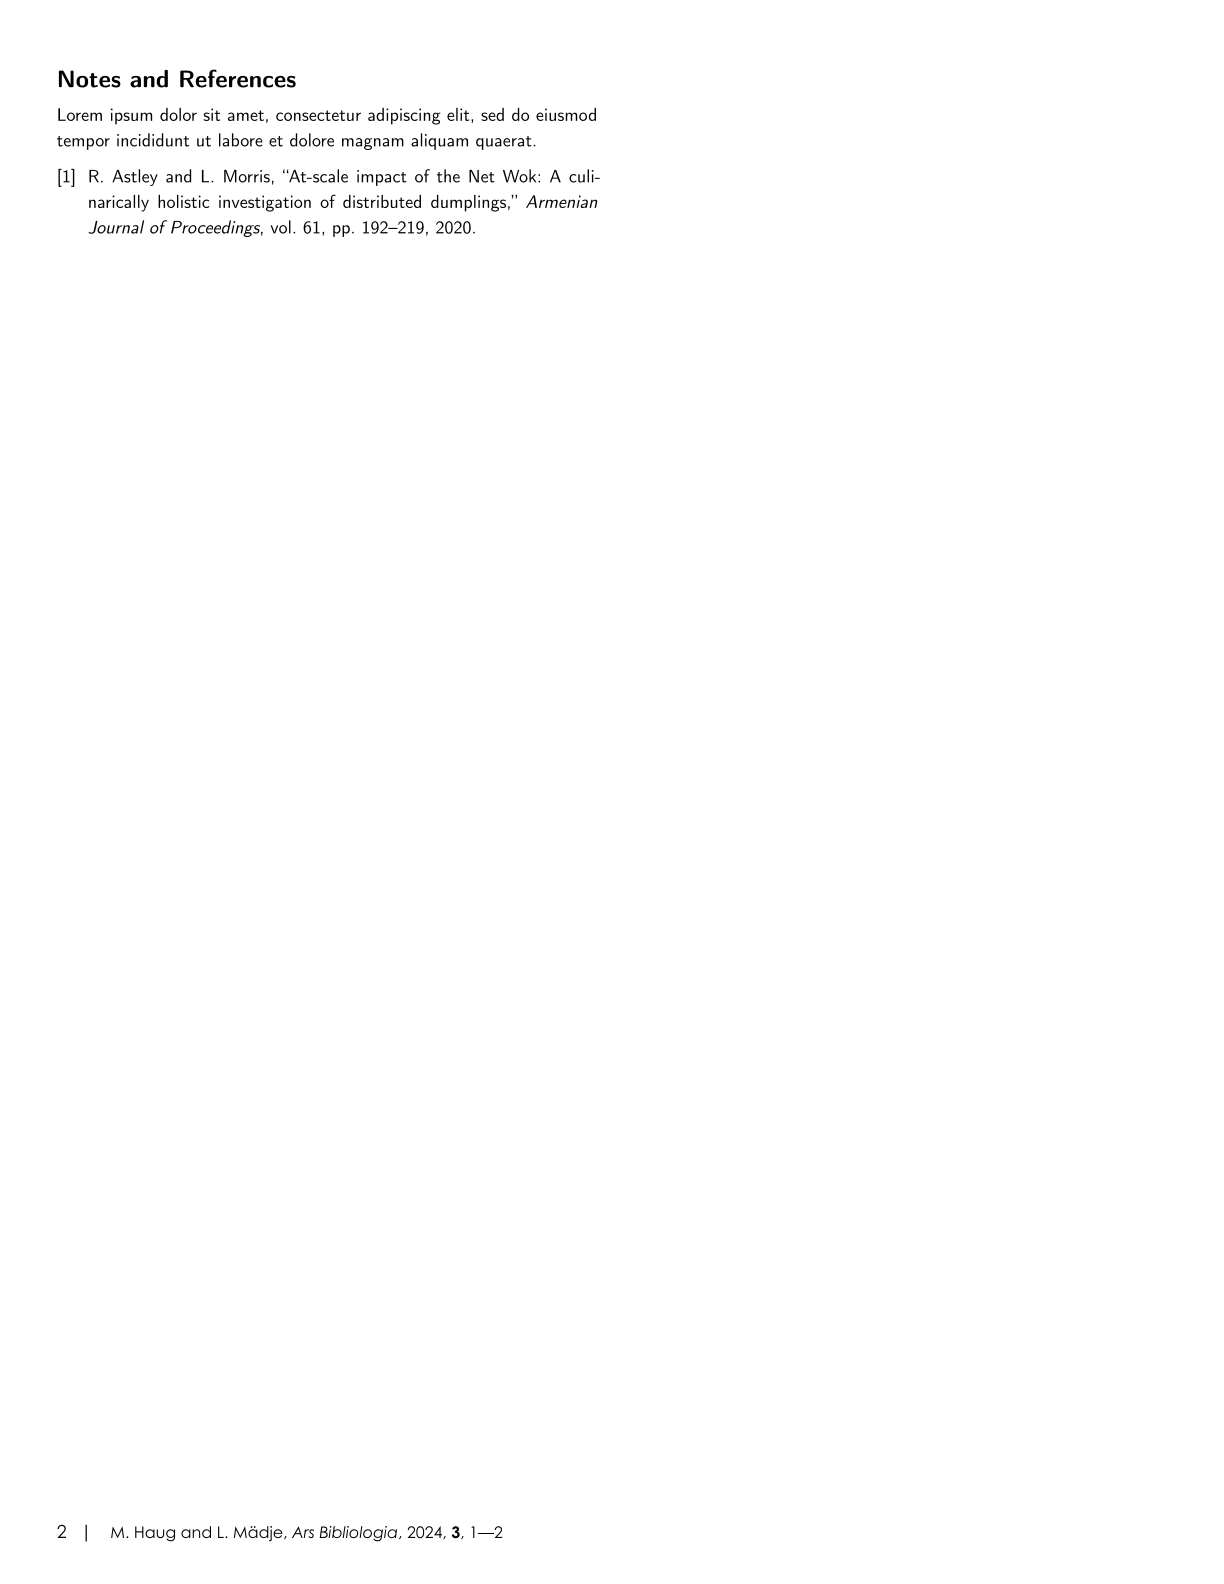 Notes and References
Lorem ipsum dolor sit amet, consectetur adipiscing elit, sed do eiusmod
tempor incididunt ut labore et dolore magnam aliquam quaerat.
[1] R. Astley and L. Morris, “At-scale impact of the Net Wok: A culi-
narically holistic investigation of distributed dumplings,” Armenian
Journal of Proceedings, vol. 61, pp. 192–219, 2020.
2 | M. Haug and L. Mädje, Ars Bibliologia, 2024, 3, 1—2